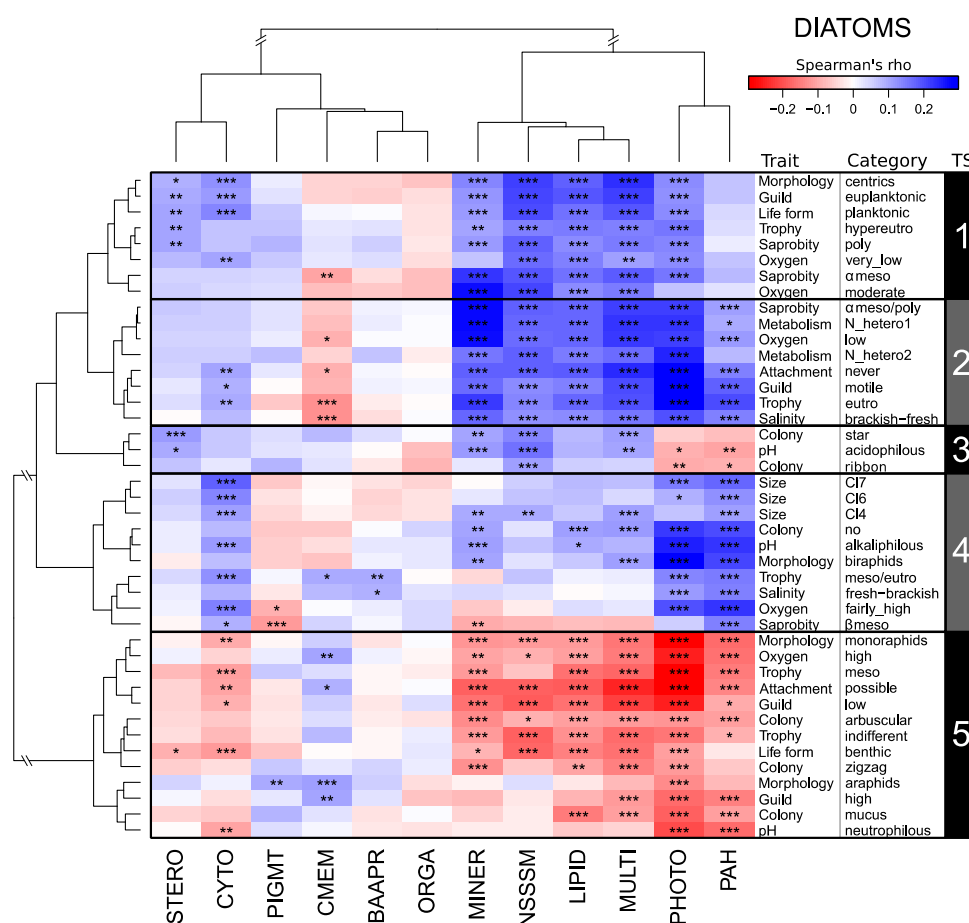 DIATOMS
Spearman's rho
−0.2 −0.1 0 0.1 0.2
Trait Category TS
* *** *** *** *** *** *** Morphology centrics
** *** *** *** *** *** *** Guild euplanktonic
** *** *** *** *** *** *** Life form planktonic
** ** *** *** *** *** Trophy hypereutro
** *** *** *** *** *** Saprobity poly
** *** *** ** *** Oxygen very_low
** *** *** *** *** *** Saprobity αmeso
*** *** *** *** Oxygen moderate
1
*** *** *** *** *** *** Saprobity αmeso/poly
*** *** *** *** *** * Metabolism N_hetero1
* *** *** *** *** *** *** Oxygen low
*** *** *** *** *** Metabolism N_hetero2
** * *** *** *** *** *** *** Attachment never
* *** *** *** *** *** *** Guild motile
** *** *** *** *** *** *** *** Trophy eutro
*** *** *** *** *** *** *** Salinity brackish−fresh
2
*** ** *** *** Colony star
* *** *** ** * ** pH acidophilous
*** ** * Colony ribbon
3
*** *** *** Size Cl7
*** * *** Size Cl6
*** ** ** *** *** Size Cl4
** *** *** *** *** Colony no
*** *** * *** *** pH alkaliphilous
** *** *** *** Morphology biraphids
*** * ** *** *** Trophy meso/eutro
* *** *** Salinity fresh−brackish
*** * *** *** Oxygen fairly_high
* *** ** *** Saprobity βmeso
4
** *** *** *** *** *** *** Morphology monoraphids
** ** * *** *** *** *** Oxygen high
*** *** *** *** *** *** Trophy meso
** * *** *** *** *** *** *** Attachment possible
* *** *** *** *** *** * Guild low
*** * *** *** *** *** Colony arbuscular
*** *** *** *** *** * Trophy indifferent
* *** * *** *** *** *** Life form benthic
*** ** *** *** Colony zigzag
** *** *** Morphology araphids
** *** *** *** Guild high
*** *** *** *** Colony mucus
** *** *** pH neutrophilous
5
STERO CYTO PIGMT CMEM BAAPR ORGA MINER NSSSM LIPID MULTI PHOTO PAH